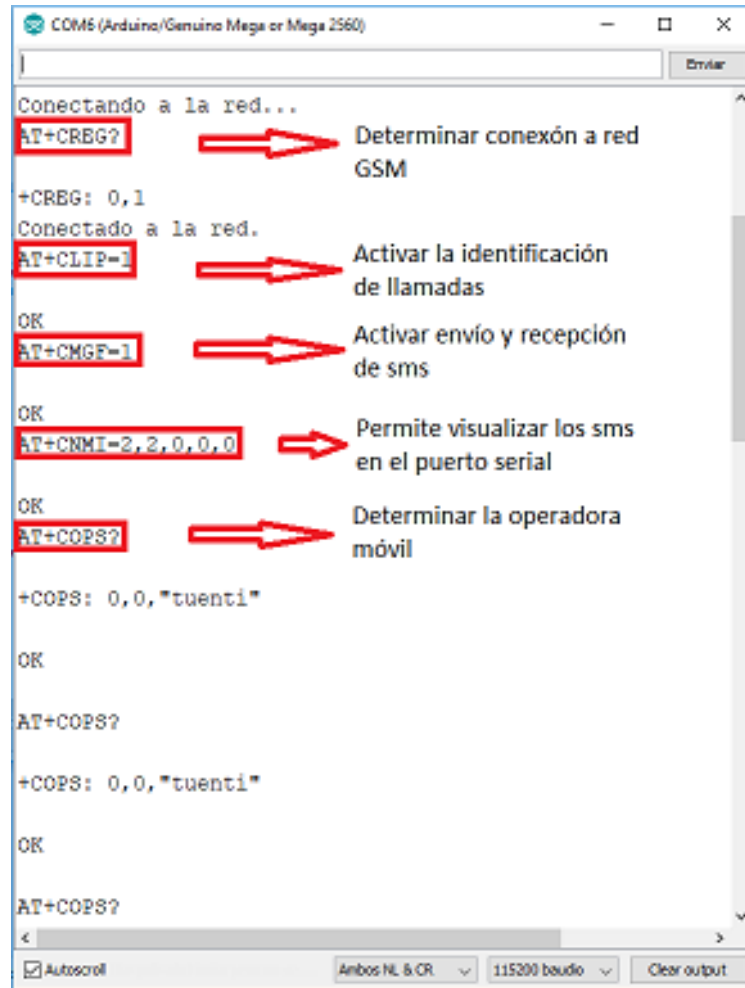 COM6 (Arduino/Genuino Mega or Mega 2560)
Enviar
Conectando a la red...
AT+CREG?
Determinar conexón a red
GSM
+CREG: 0,1
Conectado a la red.
AT+CLIP=1
Activar la identificación
de llamadas
OK
AT+CMGF=1
Activar envío y recepción
de sms
OK
AT+CNMI=2,2,0,0,0
Permite visualizar los sms
en el puerto serial
OK
AT+COPS?
Determinar la operadora
móvil
+COPS: 0,0,"tuenti"
OK
AT+COPS?
+COPS: 0,0,"tuenti"
OK
AT+COPS?
Autoscroll
Ambos NL & CR
115200 baudio
Clear output